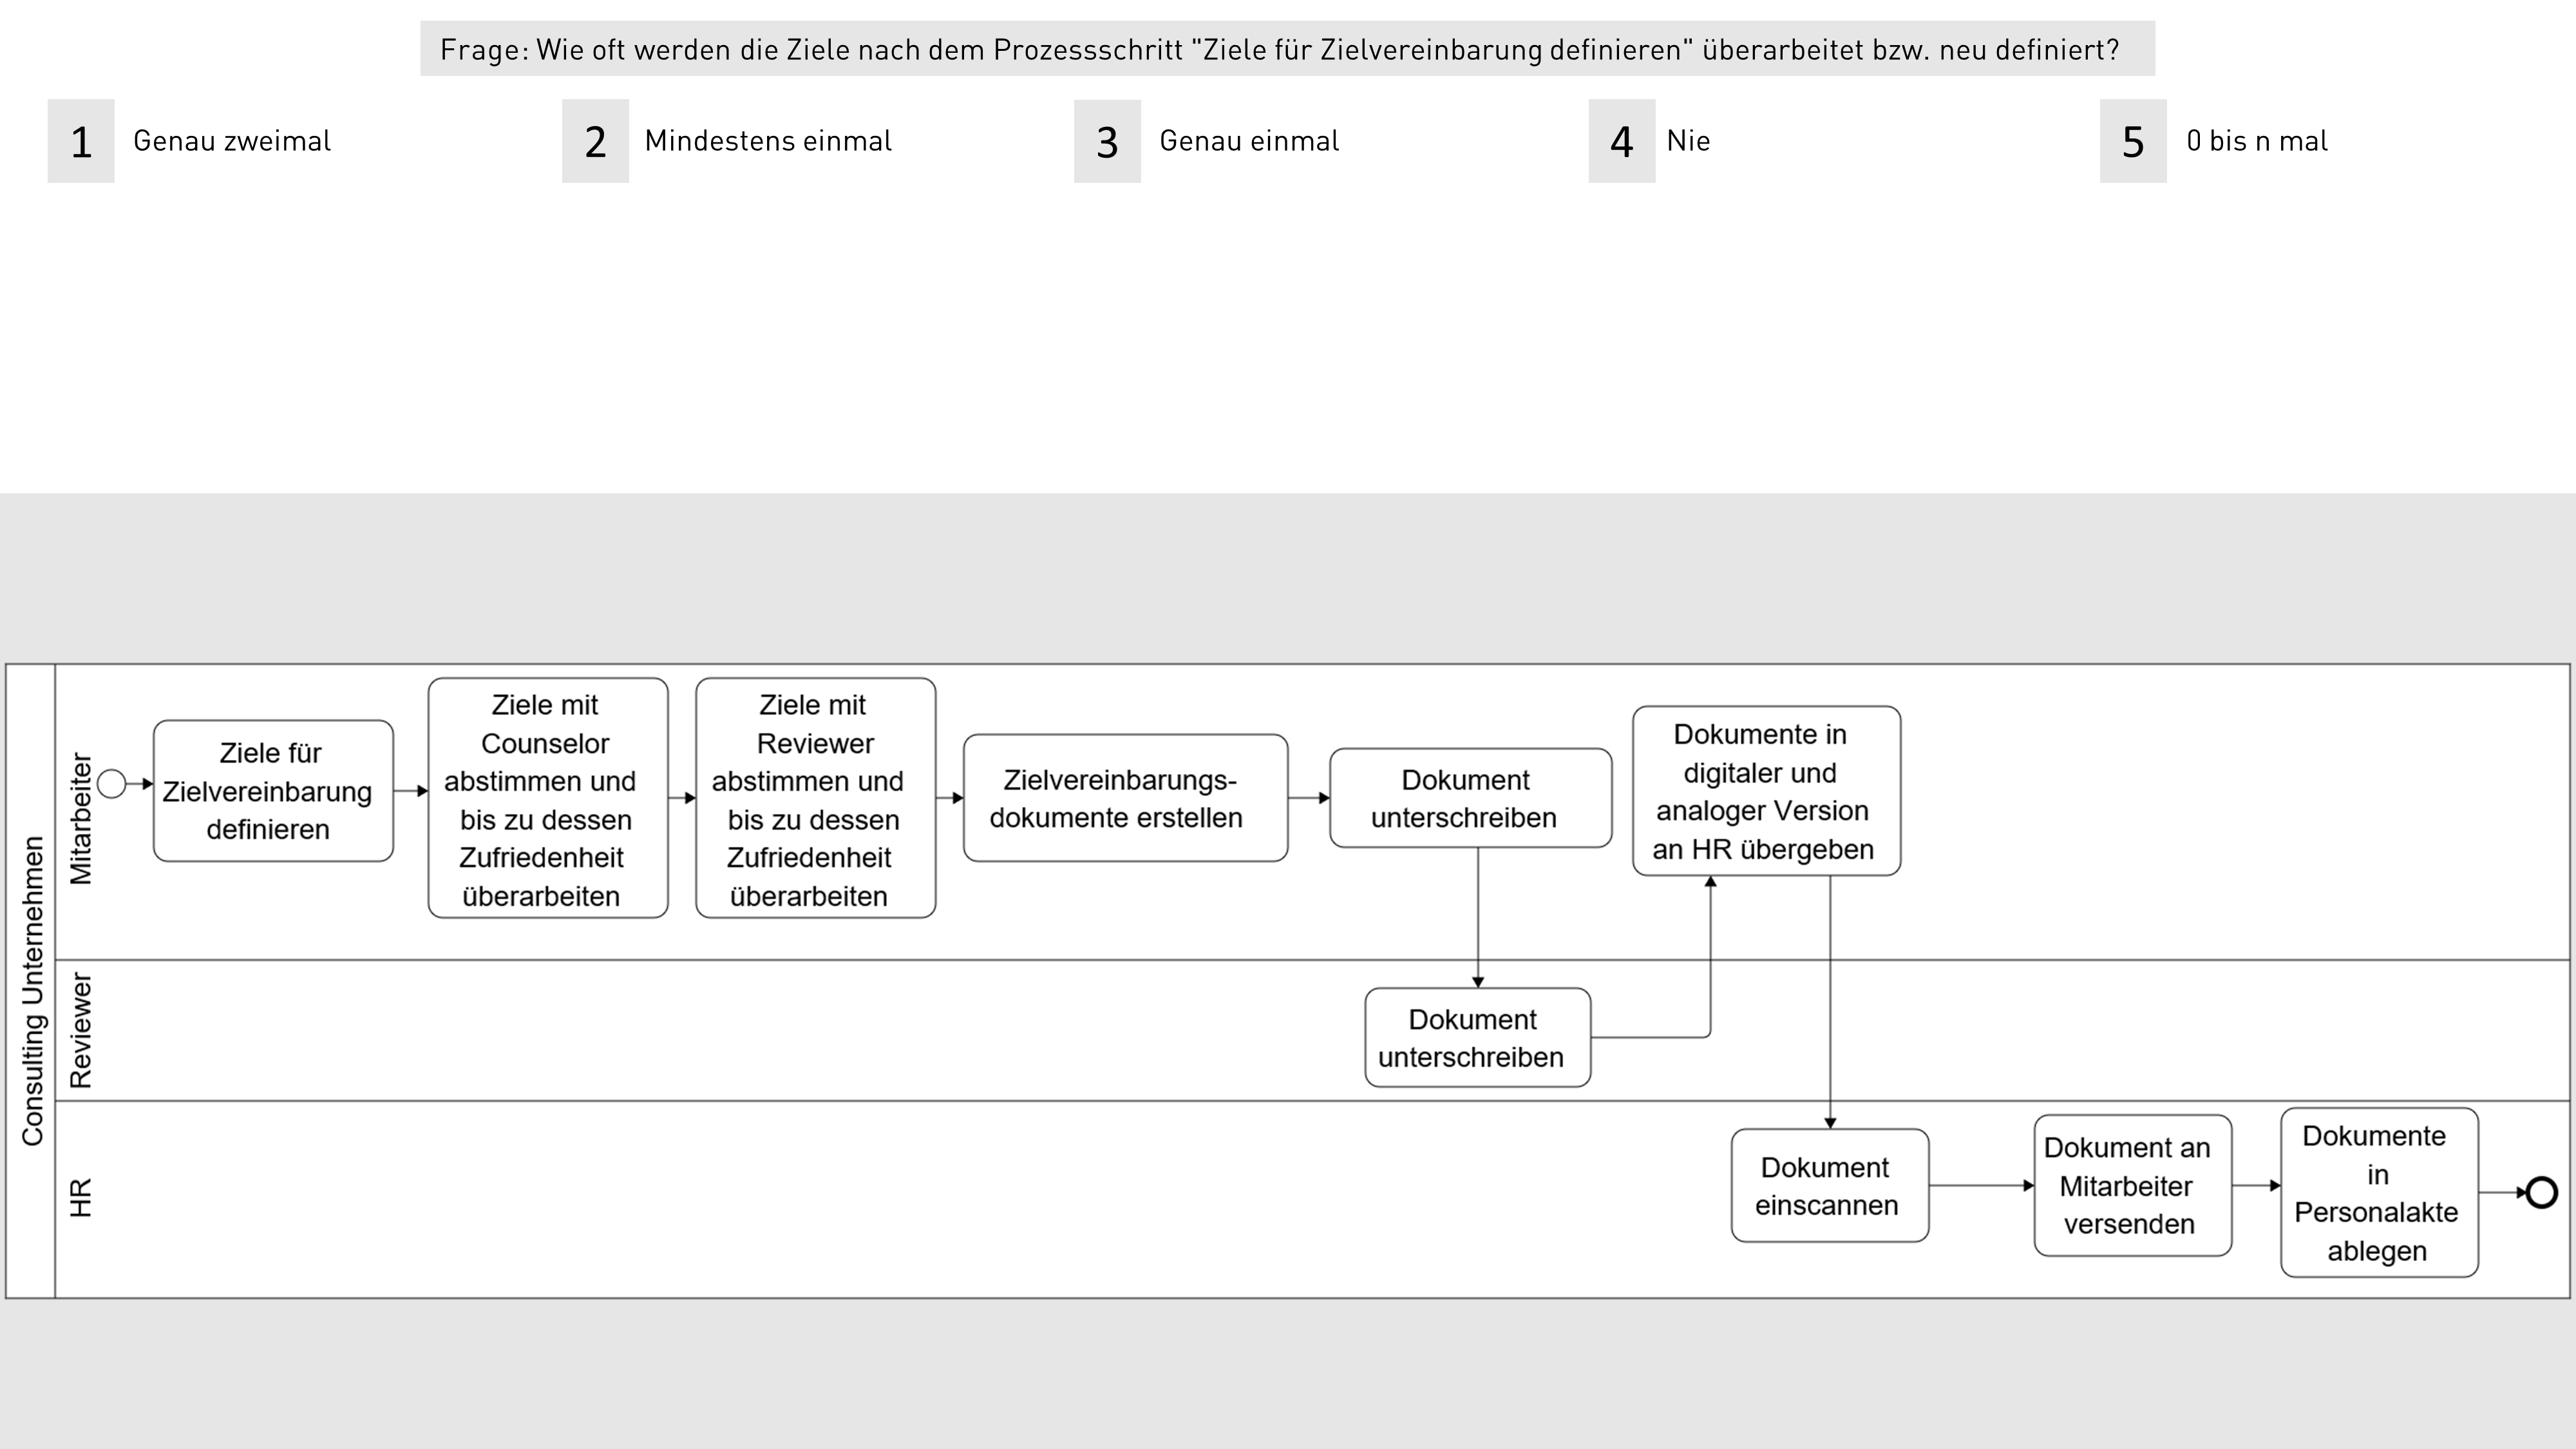 Frage: Wie oft werden die Ziele nach dem Prozessschritt "Ziele für Zielvereinbarung definieren" überarbeitet bzw. neu definiert?
1 Genau zweimal
2 Mindestens einmal
3 Genau einmal
4 Nie
5 0 bis n mal
Consulting Unternehmen
Mitarbeiter
Ziele für
Zielvereinbarung
definieren
Ziele mit
Counselor
abstimmen und
bis zu dessen
Zufriedenheit
überarbeiten
Ziele mit
Reviewer
abstimmen und
bis zu dessen
Zufriedenheit
überarbeiten
Zielvereinbarungs-
dokumente erstellen
Dokument
unterschreiben
Dokumente in
digitaler und
analoger Version
an HR übergeben
Reviewer
Dokument
unterschreiben
HR
Dokument
einscannen
Dokument an
Mitarbeiter
versenden
Dokumente
in
Personalakte
ablegen